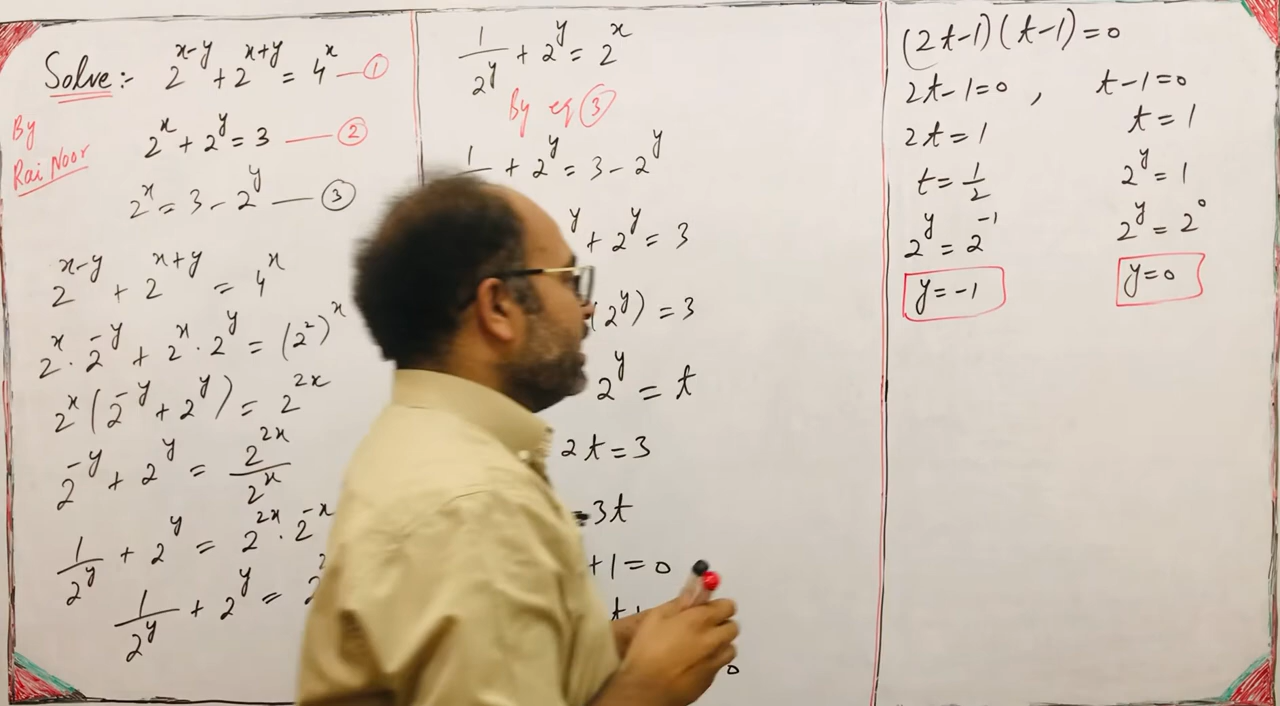 Solve:- 2^{x-y} + 2^{x+y} = 4^x — ①
By
Rai Noor
2^x + 2^y = 3 — ②
2^x = 3 - 2^y — ③
2^{x-y} + 2^{x+y} = 4^x
2^x . 2^{-y} + 2^x . 2^y = (2^2)^x
2^x (2^{-y} + 2^y) = 2^{2x}
2^{-y} + 2^y = 2^{2x}/2^x
1/2^y + 2^y = 2^{2x} . 2^{-x}
1/2^y + 2^y =
1/2^y + 2^y = 2^x
By eq ③
+ 2^y = 3 - 2^y
+ 2^y = 3
(2^y) = 3
2^y = t
2t = 3
= 3t
+ 1 = 0
(2t-1)(t-1) = 0
2t-1=0 , t-1=0
2t = 1 t = 1
t = 1/2 2^y = 1
2^y = 2^{-1} 2^y = 2^0
y = -1 y = 0